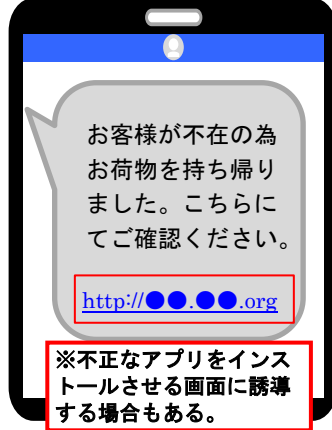 お客様が不在の為
お荷物を持ち帰り
ました。こちらに
てご確認ください。
http://●●.●●.org
※不正なアプリをインス
トールさせる画面に誘導
する場合もある。